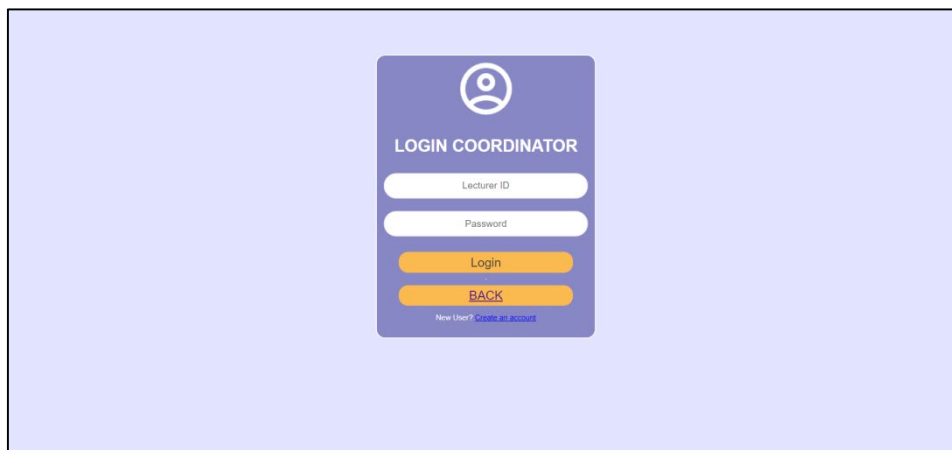 LOGIN COORDINATOR
Lecturer ID
Password
Login
BACK
New User? Create an account